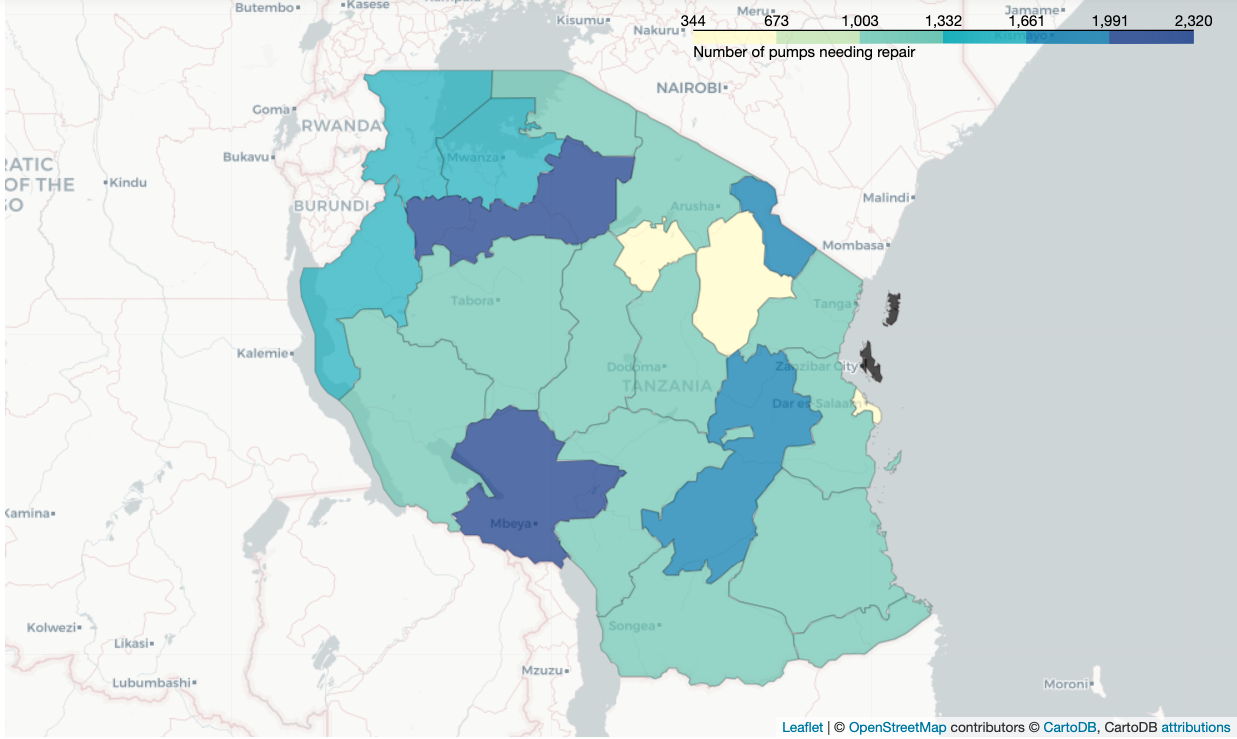 Butembo
Kasese
Kisumu
Meru
Jamame
344 673 1,003 1,332 1,661 1,991 2,320
Nakuru
Kismayo
Number of pumps needing repair
NAIROBI
Goma
RWANDA
RATIC
OF THE
GO
Bukavu
Mwanza
Kindu
Malindi
BURUNDI
Arusha
Mombasa
Tabora
Tanga
Kalemie
Dodoma
Zanzibar City
TANZANIA
Dar es-Salaam
Kamina
Mbeya
Songea
Kolwezi
Likasi
Mzuzu
Lubumbashi
Moroni
Leaflet | © OpenStreetMap contributors © CartoDB, CartoDB attributions